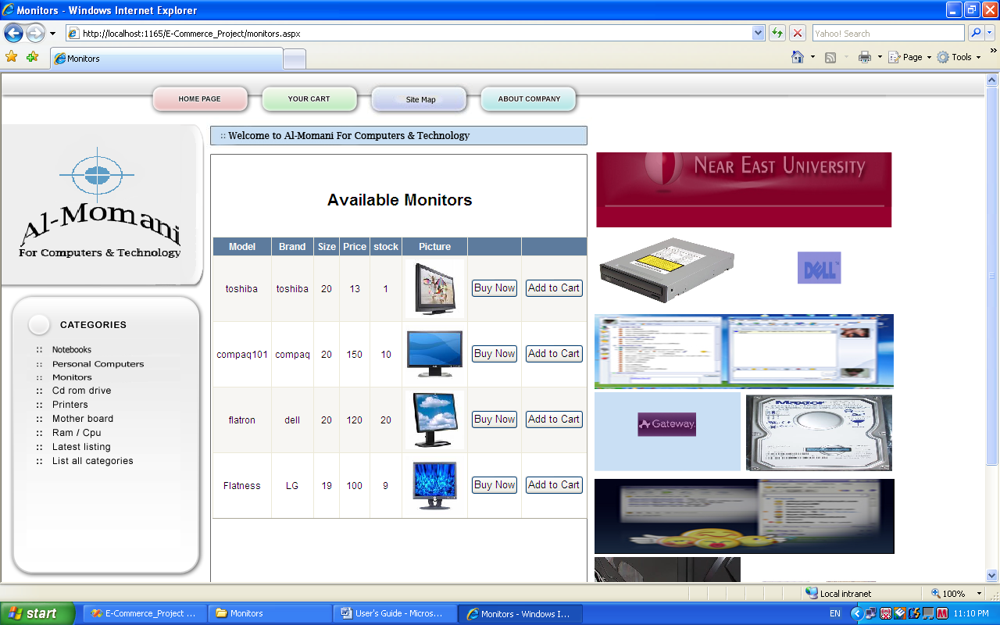 Monitors - Windows Internet Explorer
http://localhost:1165/E-Commerce_Project/monitors.aspx
Yahoo! Search
Monitors
Page
Tools
HOME PAGE
YOUR CART
Site Map
ABOUT COMPANY
Al-Momani
For Computers & Technology
CATEGORIES
:: Notebooks
:: Personal Computers
:: Monitors
:: Cd rom drive
:: Printers
:: Mother board
:: Ram / Cpu
:: Latest listing
:: List all categories
:: Welcome to Al-Momani For Computers & Technology
Available Monitors
Model Brand Size Price stock Picture
toshiba toshiba 20 13 1 Buy Now Add to Cart
compaq101 compaq 20 150 10 Buy Now Add to Cart
flatron dell 20 120 20 Buy Now Add to Cart
Flatness LG 19 100 9 Buy Now Add to Cart
NEAR EAST UNIVERSITY
DELL™
Gateway.
Maxtor
Local intranet
100%
start
E-Commerce_Project ...
Monitors
User's Guide - Micros...
Monitors - Windows I...
EN
11:10 PM